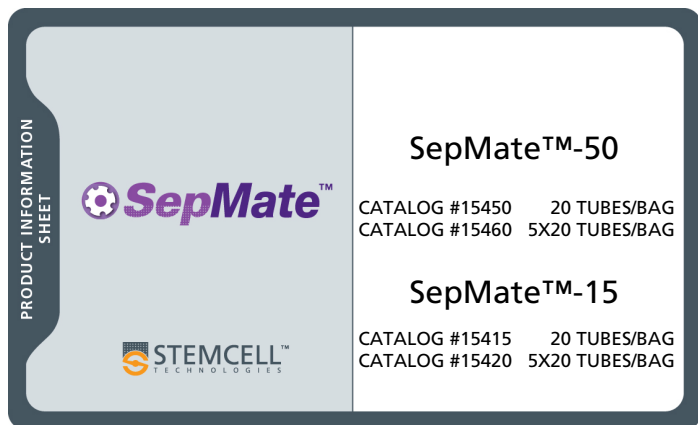 PRODUCT INFORMATION
SHEET
SepMate™
STEMCELL™
TECHNOLOGIES
SepMate™-50
CATALOG #15450 20 TUBES/BAG
CATALOG #15460 5X20 TUBES/BAG
SepMate™-15
CATALOG #15415 20 TUBES/BAG
CATALOG #15420 5X20 TUBES/BAG